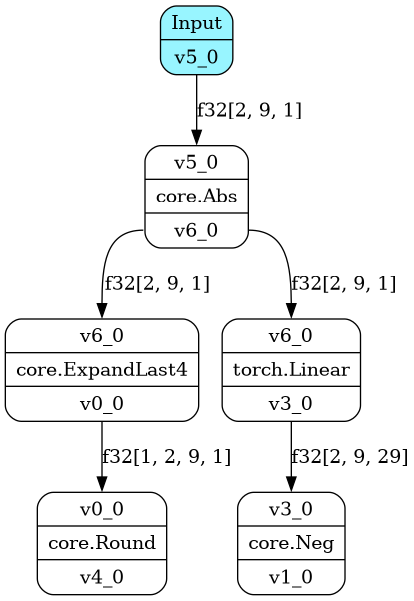 Input
v5_0
f32[2, 9, 1]
v5_0
core.Abs
v6_0
f32[2, 9, 1]
f32[2, 9, 1]
v6_0
core.ExpandLast4
v0_0
v6_0
torch.Linear
v3_0
f32[1, 2, 9, 1]
f32[2, 9, 29]
v0_0
core.Round
v4_0
v3_0
core.Neg
v1_0